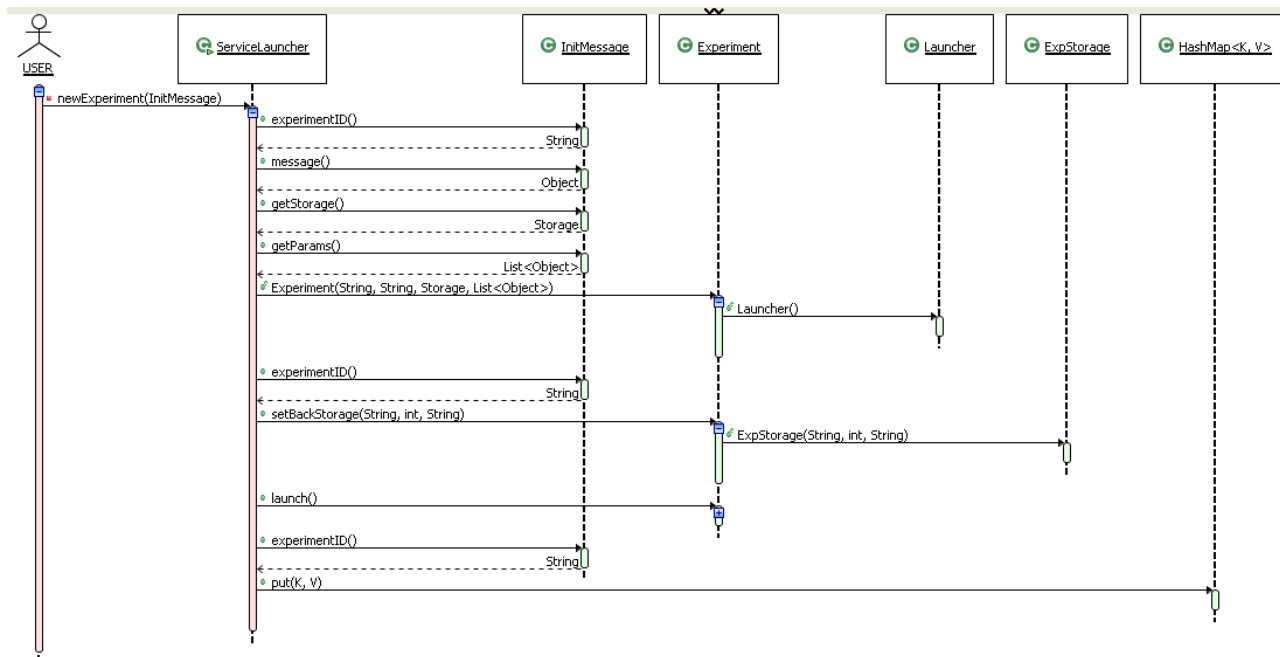 USER
ServiceLauncher
InitMessage
Experiment
Launcher
ExpStorage
HashMap<K, V>
newExperiment(InitMessage)
experimentID()
String
message()
Object
getStorage()
Storage
getParams()
List<Object>
Experiment(String, String, Storage, List<Object>)
Launcher()
experimentID()
String
setBackStorage(String, int, String)
ExpStorage(String, int, String)
launch()
experimentID()
String
put(K, V)